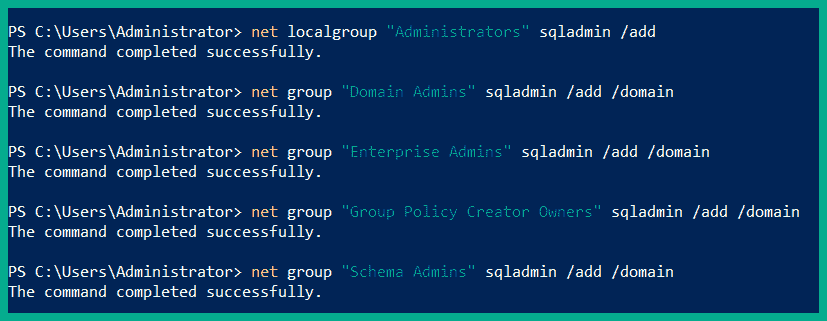 PS C:\Users\Administrator> net localgroup "Administrators" sqladmin /add
The command completed successfully.
PS C:\Users\Administrator> net group "Domain Admins" sqladmin /add /domain
The command completed successfully.
PS C:\Users\Administrator> net group "Enterprise Admins" sqladmin /add /domain
The command completed successfully.
PS C:\Users\Administrator> net group "Group Policy Creator Owners" sqladmin /add /domain
The command completed successfully.
PS C:\Users\Administrator> net group "Schema Admins" sqladmin /add /domain
The command completed successfully.